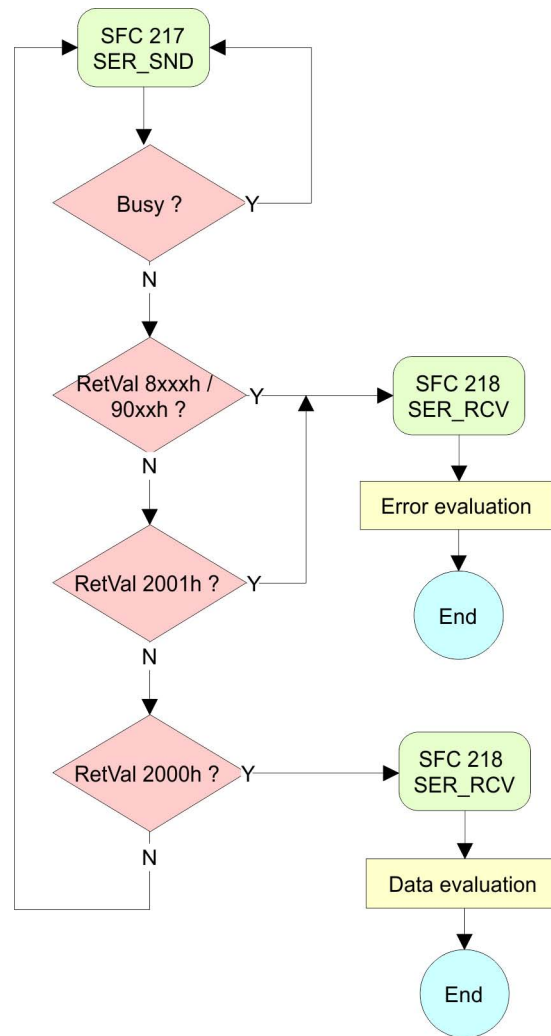 SFC 217
SER_SND
Busy ?
Y
N
RetVal 8xxxh /
90xxh ?
Y
SFC 218
SER_RCV
N
Error evaluation
RetVal 2001h ?
Y
End
N
RetVal 2000h ?
Y
SFC 218
SER_RCV
N
Data evaluation
End